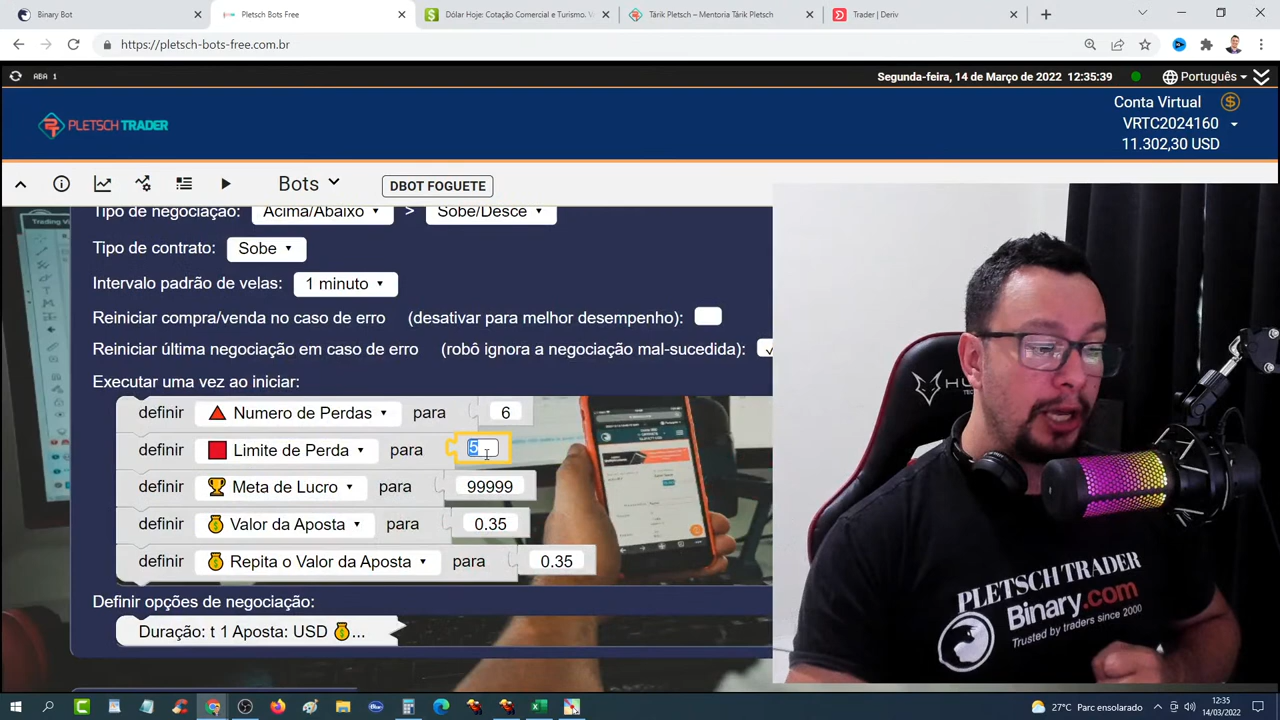 Binary Bot
Pletsch Bots Free
Dólar Hoje: Cotação Comercial e Turismo. V
Tárik Pletsch – Mentoria Tárik Pletsch
Trader | Deriv
https://pletsch-bots-free.com.br
ABA 1
Segunda-feira, 14 de Março de 2022 12:35:39
Português
PLETSCH TRADER
Conta Virtual
VRTC2024160
11.302,30 USD
Bots
DBOT FOGUETE
Tipo de negociação: Acima/Abaixo > Sobe/Desce
Tipo de contrato: Sobe
Intervalo padrão de velas: 1 minuto
Reiniciar compra/venda no caso de erro (desativar para melhor desempenho):
Reiniciar última negociação em caso de erro (robô ignora a negociação mal-sucedida):
Executar uma vez ao iniciar:
definir Numero de Perdas para 6
definir Limite de Perda para 5
definir Meta de Lucro para 99999
definir Valor da Aposta para 0.35
definir Repita o Valor da Aposta para 0.35
Definir opções de negociação:
Duração: t 1 Aposta: USD ...
PLETSCH TRADER
Binary.com
Trusted by traders since 2000
27°C Parc ensolarado
12:35
14/03/2022